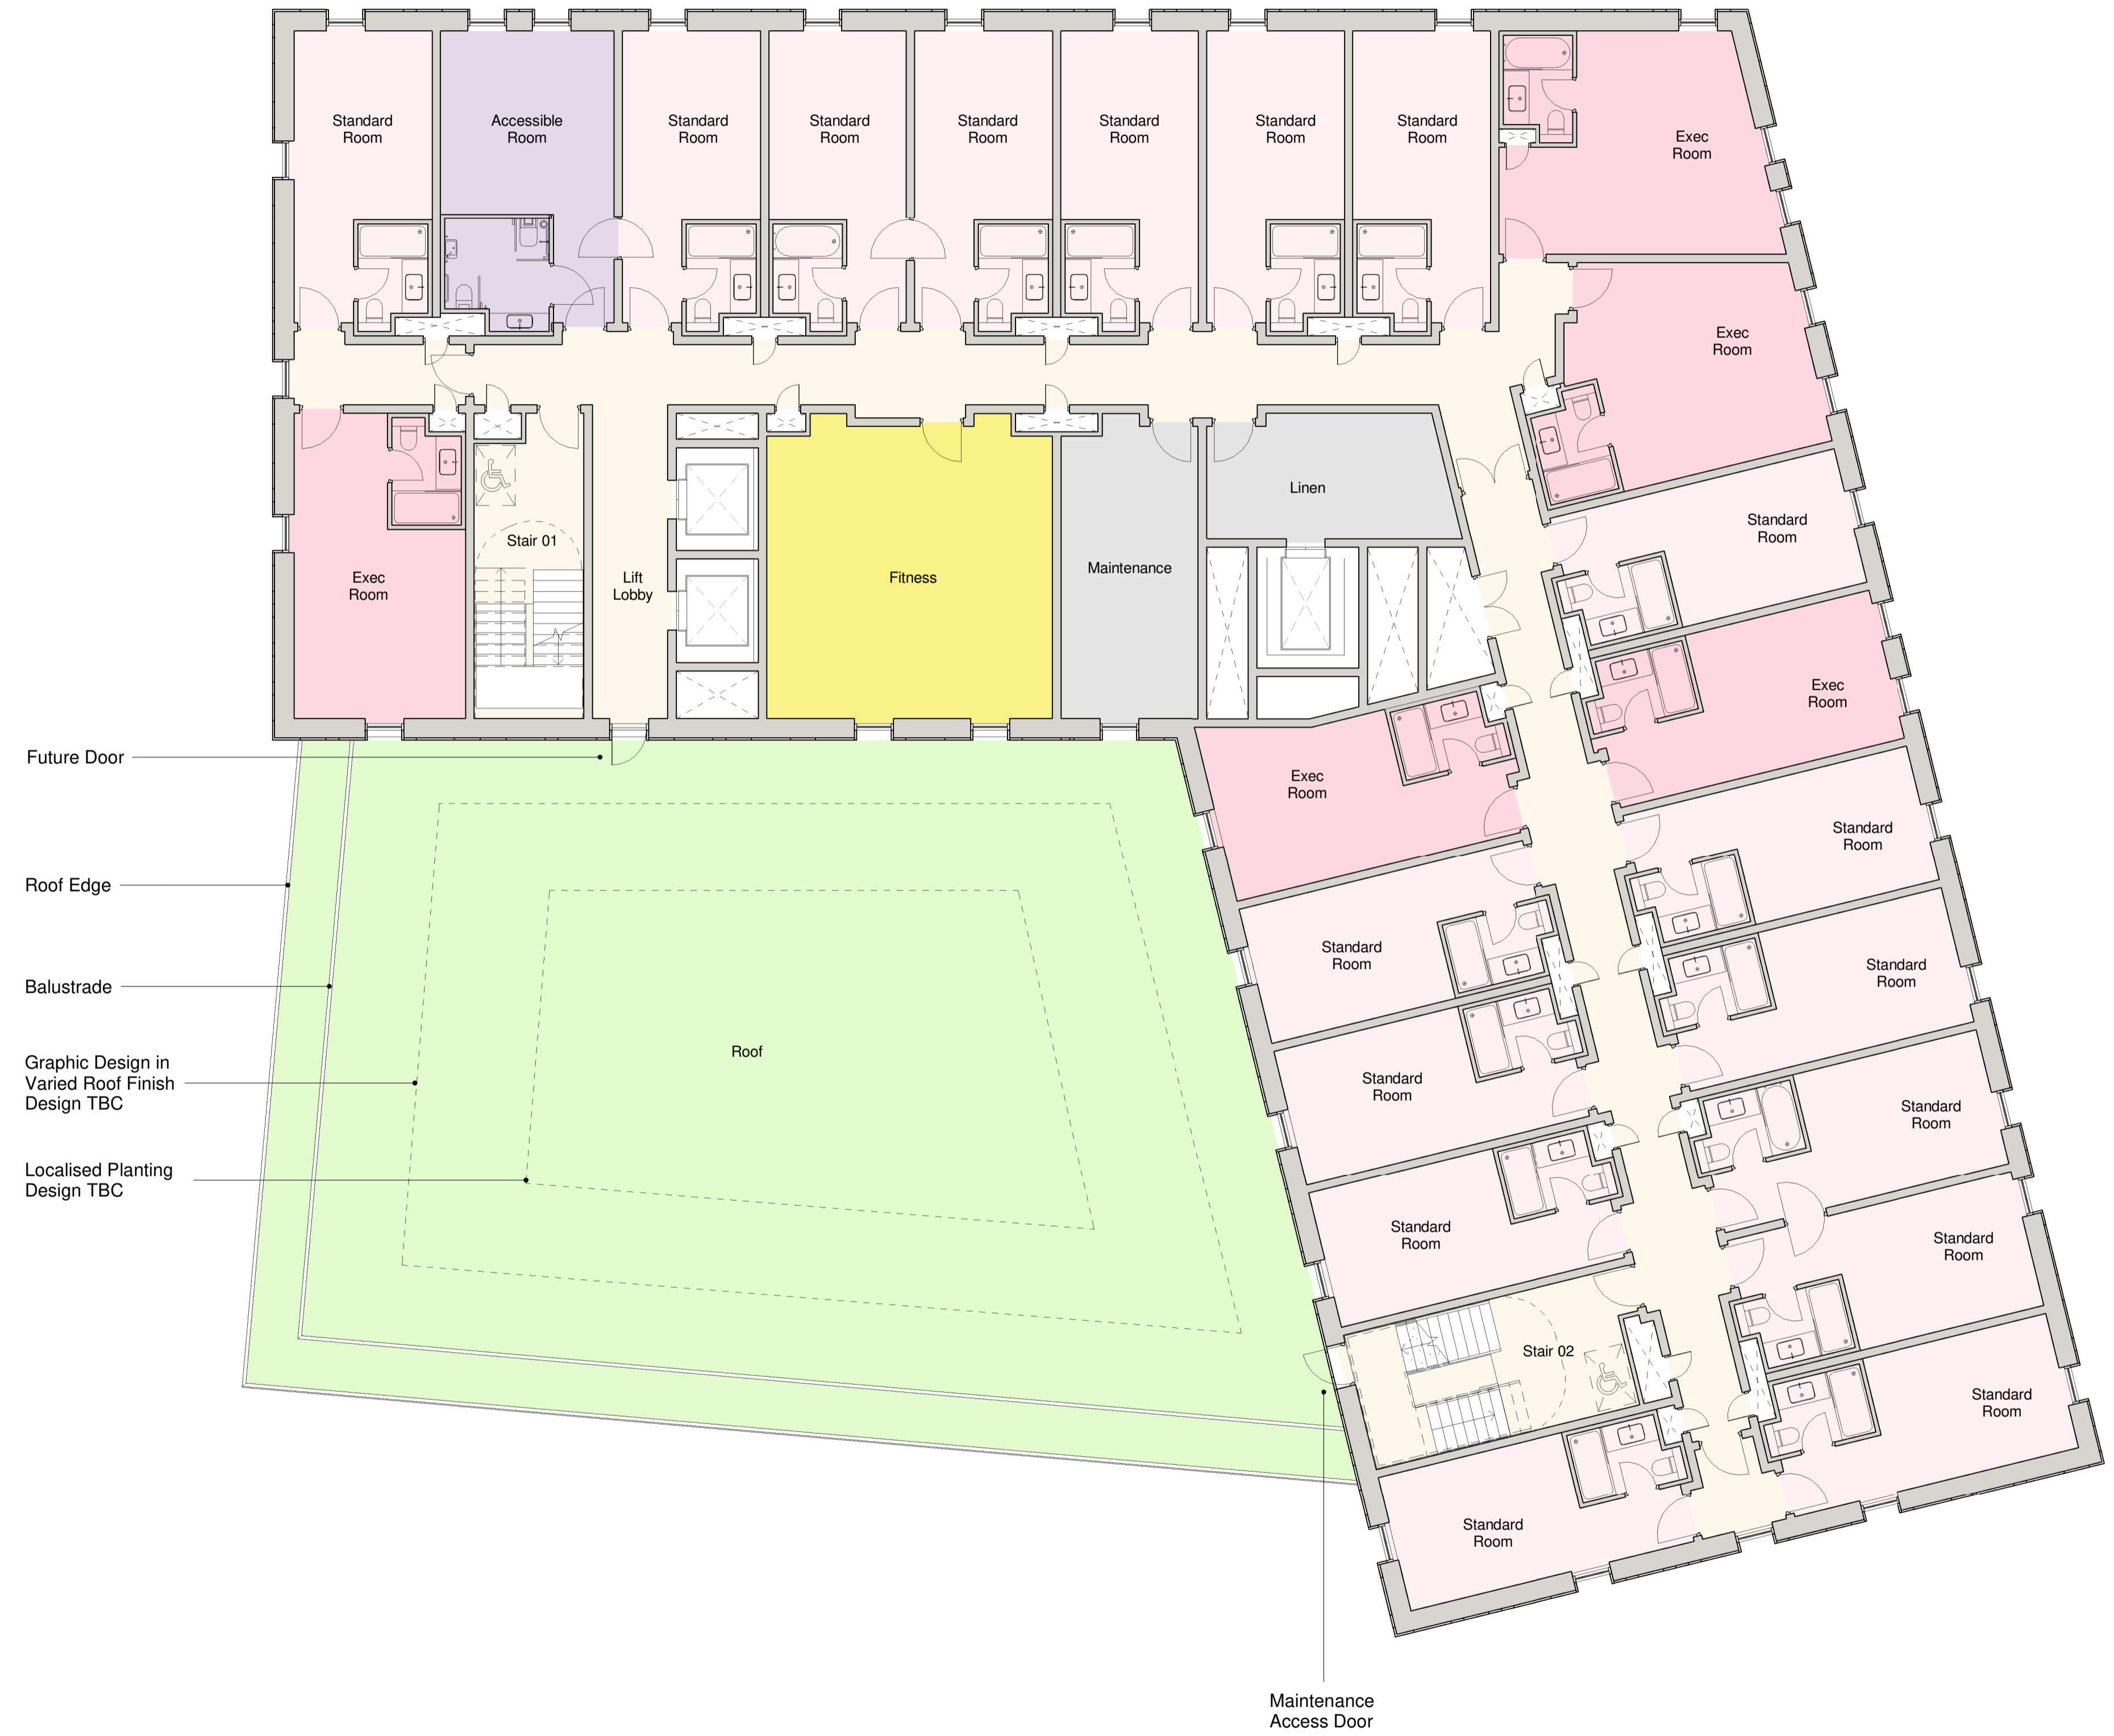 Standard
Room
Accessible
Room
Standard
Room
Standard
Room
Standard
Room
Standard
Room
Standard
Room
Standard
Room
Exec
Room
Exec
Room
Linen
Standard
Room
Stair 01
Exec
Room
Lift
Lobby
Fitness
Maintenance
Exec
Room
Future Door
Exec
Room
Standard
Room
Roof Edge
Standard
Room
Standard
Room
Balustrade
Roof
Graphic Design in
Varied Roof Finish
Design TBC
Standard
Room
Standard
Room
Localised Planting
Design TBC
Standard
Room
Standard
Room
Stair 02
Standard
Room
Standard
Room
Maintenance
Access Door